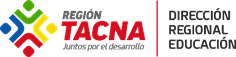 REGIÓN
TACNA
Juntos por el desarrollo
DIRECCIÓN
REGIONAL
EDUCACIÓN